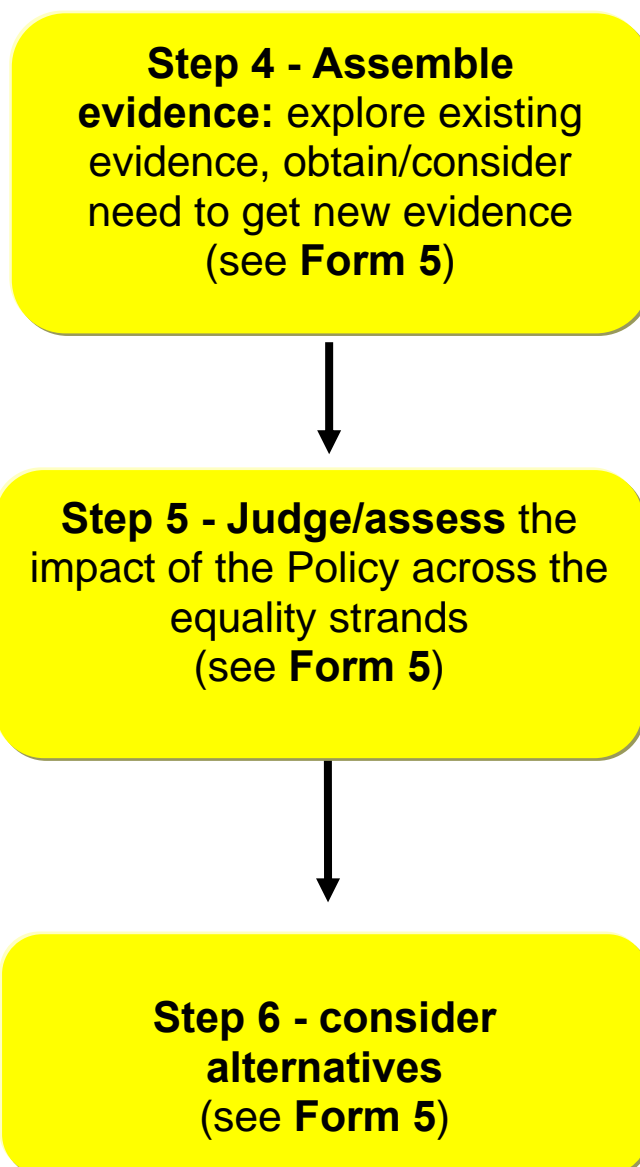 Step 4 - Assemble
evidence: explore existing
evidence, obtain/consider
need to get new evidence
(see Form 5)
Step 5 - Judge/assess the
impact of the Policy across the
equality strands
(see Form 5)
Step 6 - consider
alternatives
(see Form 5)